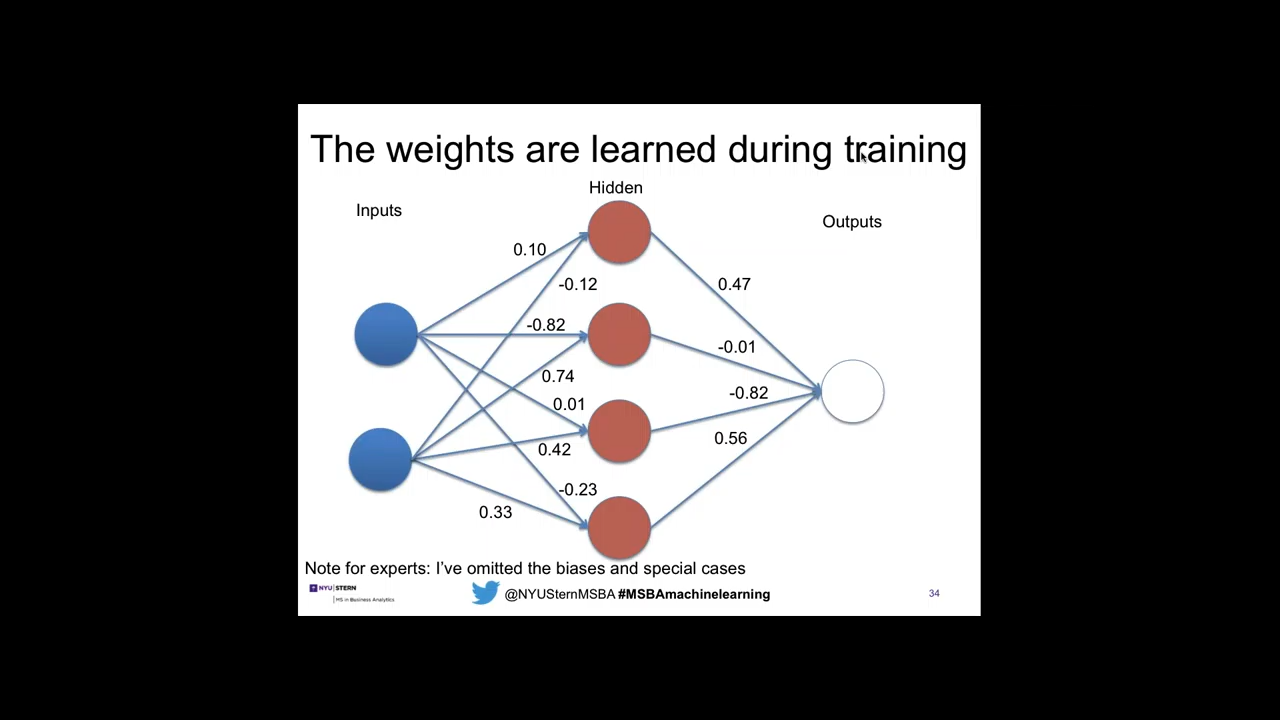 The weights are learned during training
Hidden
Inputs
Outputs
0.10
-0.12
0.47
-0.82
-0.01
0.74
-0.82
0.01
0.56
0.42
-0.23
0.33
Note for experts: I’ve omitted the biases and special cases
NYU STERN
MS in Business Analytics
@NYUSternMSBA #MSBAmachinelearning
34